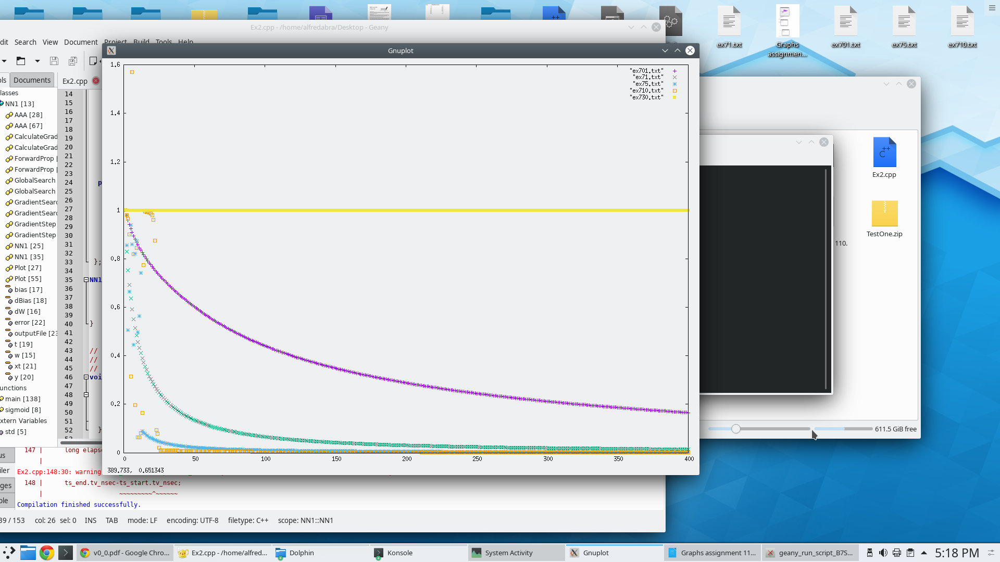 Ex2.cpp - /home/alfredabra/Desktop - Geany
dit Search View Document Project Build Tools Help
ex71.txt
Graphs
assignmen...
ex701.txt
ex75.txt
ex710.txt
ols Documents
Ex2.cpp
lasses
NN1 [13]
AAA [28]
AAA [67]
CalculateGrad
CalculateGrad
ForwardProp [
ForwardProp [
GlobalSearch
GlobalSearch
GradientSearc
GradientSearc
GradientStep
GradientStep
NN1 [25]
NN1 [35]
Plot [27]
Plot [55]
bias [17]
dBias [18]
dW [16]
error [22]
outputFile [23
t [19]
w [15]
xt [21]
y [20]
unctions
main [138]
sigmoid [8]
xtern Variables
std [5]
14
15
16
17
18
19
20
21
22
23
24 p
25
26
27
28
29
30
31
32
33 };
34
35 NN1
36
37
38
39
40 }
41
42
43 //
44 //
45 //
46 voi
47
48
49
50
51
52 }
Gnuplot
"ex701.txt"
"ex71.txt"
"ex75.txt"
"ex710.txt"
"ex730.txt"
1.6
1.4
1.2
1
0.8
0.6
0.4
0.2
0
0 50 100 150 200 250 300 350 400
389.733, 0.651343
Ex2.cpp
TestOne.zip
110.
611.5 GiB free
us
iler
ges
ble
147 | long elaps
|
Ex2.cpp:148:30: warning
148 | ts_end.tv_nsec-ts_start.tv_nsec;
| ~~~~~~~~~^~~~~~~
Compilation finished successfully.
39 / 153 col: 26 sel: 0 INS TAB mode: LF encoding: UTF-8 filetype: C++ scope: NN1::NN1
v0_0.pdf - Google Chro...
Ex2.cpp - /home/alfred...
Dolphin
Konsole
System Activity
Gnuplot
Graphs assignment 11...
geany_run_script_B7S...
5:18 PM